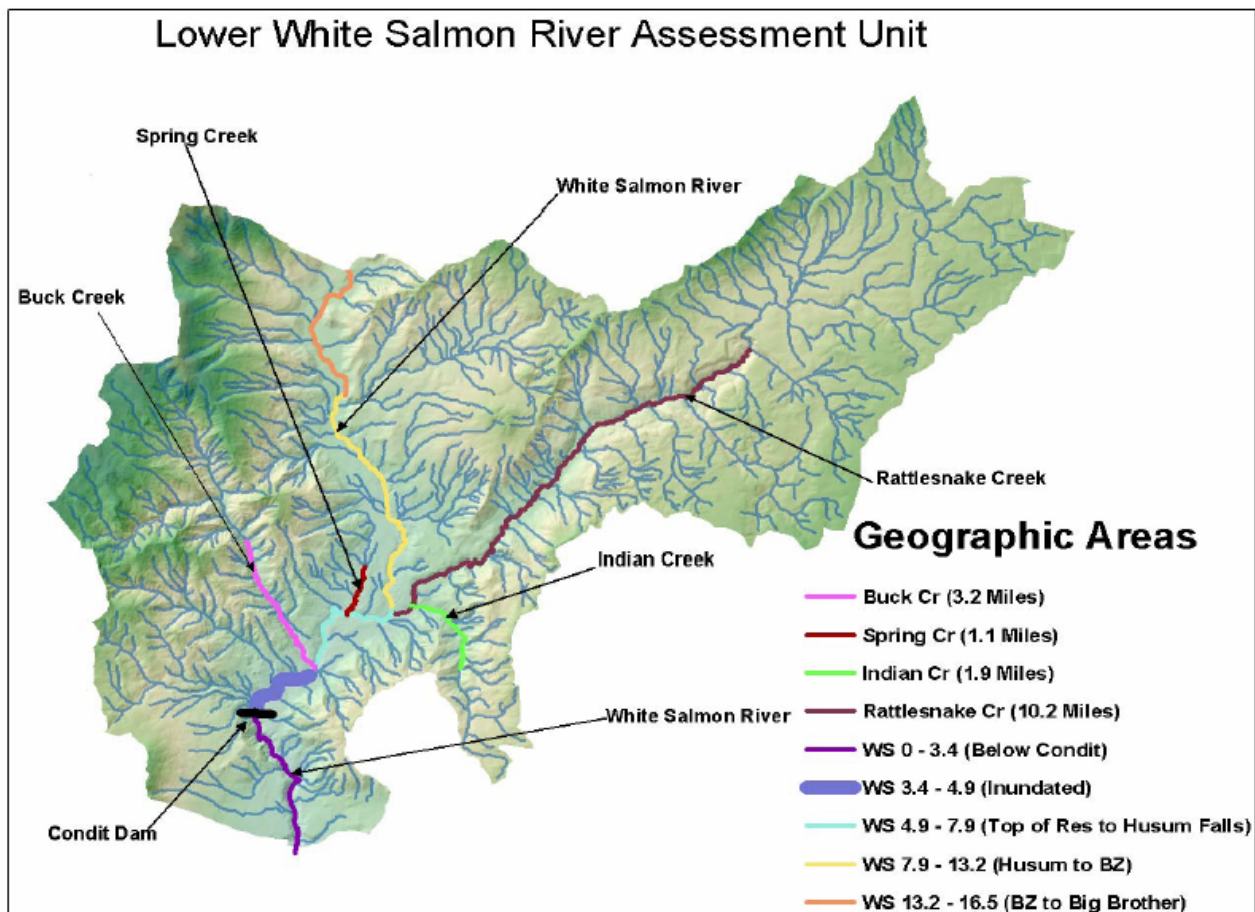 Lower White Salmon River Assessment Unit
Spring Creek
White Salmon River
Buck Creek
Rattlesnake Creek
Indian Creek
White Salmon River
Condit Dam
Geographic Areas
Buck Cr (3.2 Miles)
Spring Cr (1.1 Miles)
Indian Cr (1.9 Miles)
Rattlesnake Cr (10.2 Miles)
WS 0 - 3.4 (Below Condit)
WS 3.4 - 4.9 (Inundated)
WS 4.9 - 7.9 (Top of Res to Husum Falls)
WS 7.9 - 13.2 (Husum to BZ)
WS 13.2 - 16.5 (BZ to Big Brother)